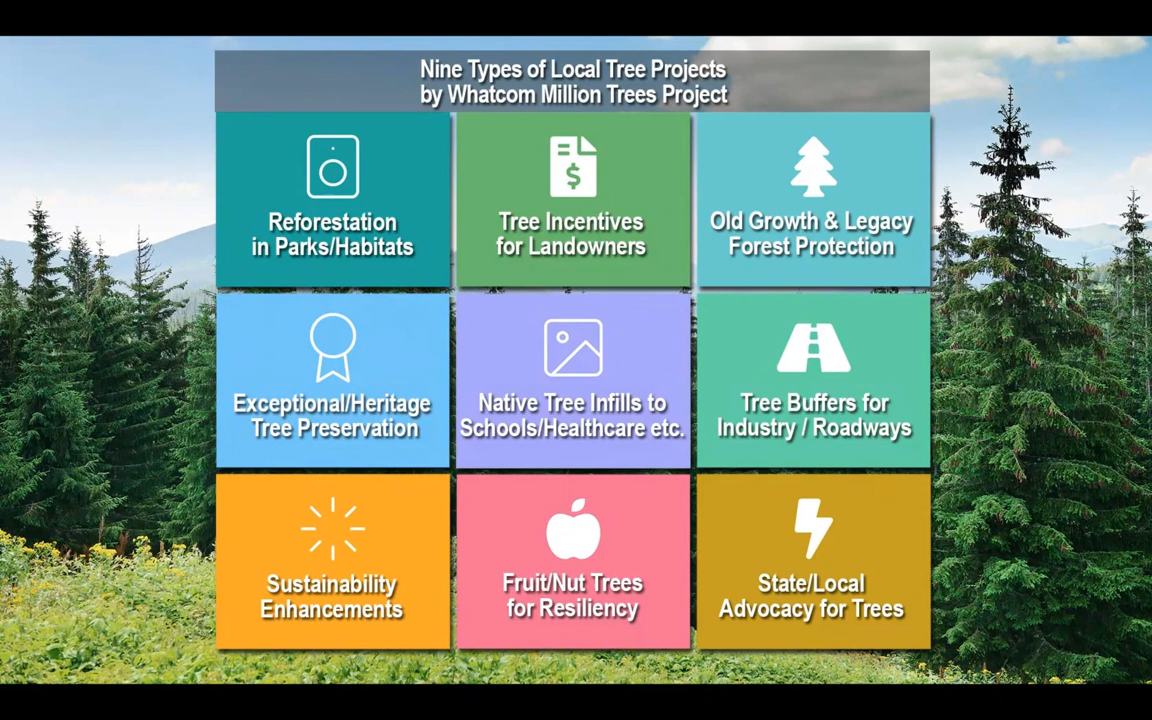 Nine Types of Local Tree Projects
by Whatcom Million Trees Project
Reforestation
in Parks/Habitats
Tree Incentives
for Landowners
Old Growth & Legacy
Forest Protection
Exceptional/Heritage
Tree Preservation
Native Tree Infills to
Schools/Healthcare etc.
Tree Buffers for
Industry / Roadways
Sustainability
Enhancements
Fruit/Nut Trees
for Resiliency
State/Local
Advocacy for Trees